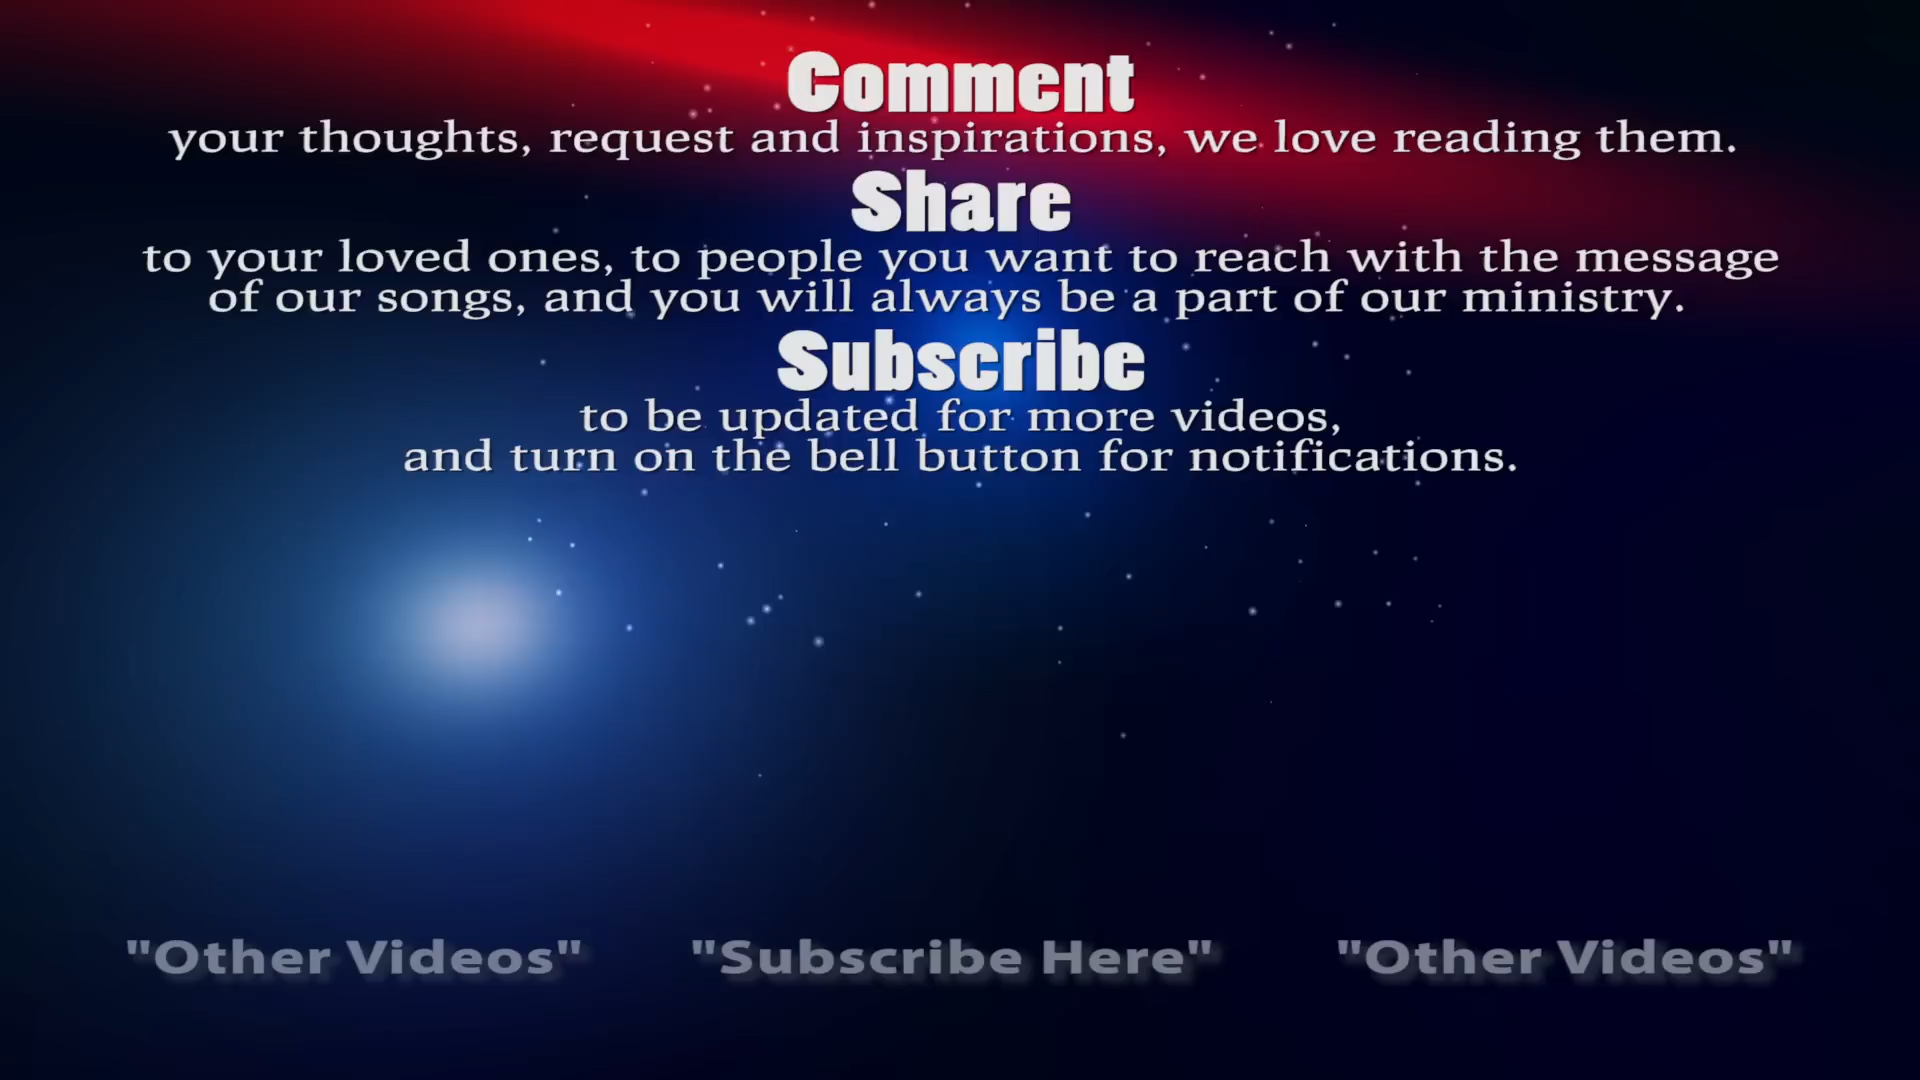 Comment
your thoughts, request and inspirations, we love reading them.
Share
to your loved ones, to people you want to reach with the message
of our songs, and you will always be a part of our ministry.
Subscribe
to be updated for more videos,
and turn on the bell button for notifications.
"Other Videos" "Subscribe Here" "Other Videos"